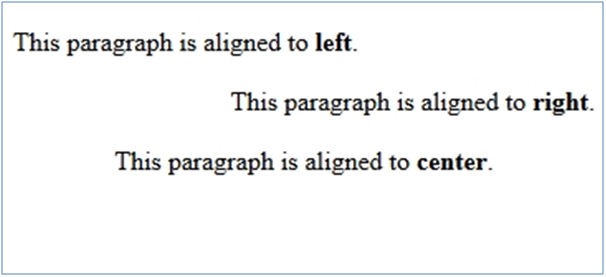 This paragraph is aligned to left.
This paragraph is aligned to right.
This paragraph is aligned to center.